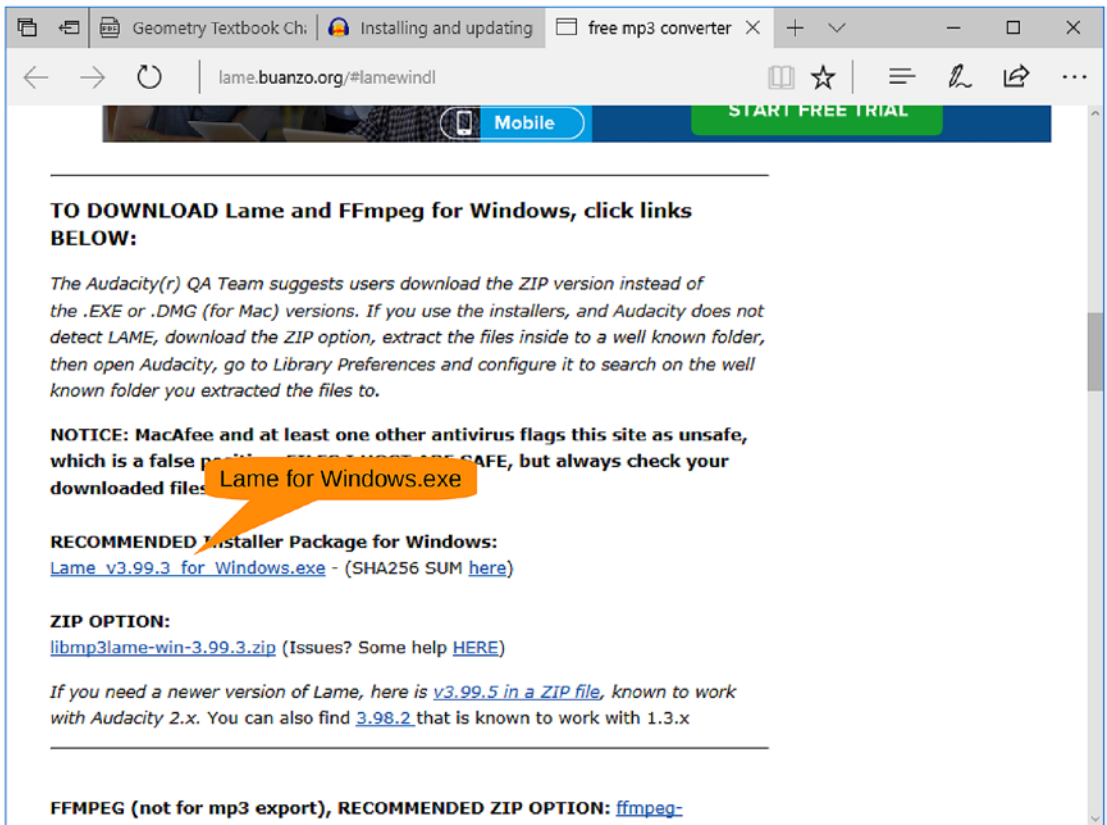 Geometry Textbook Cha
Installing and updating
free mp3 converter
lame.buanzo.org/#lamewindl
Mobile
START FREE TRIAL
TO DOWNLOAD Lame and FFmpeg for Windows, click links
BELOW:
The Audacity(r) QA Team suggests users download the ZIP version instead of
the .EXE or .DMG (for Mac) versions. If you use the installers, and Audacity does not
detect LAME, download the ZIP option, extract the files inside to a well known folder,
then open Audacity, go to Library Preferences and configure it to search on the well
known folder you extracted the files to.
NOTICE: MacAfee and at least one other antivirus flags this site as unsafe,
which is a false SAFE, but always check your
downloaded files
Lame for Windows.exe
RECOMMENDED Installer Package for Windows:
Lame_v3.99.3_for_Windows.exe - (SHA256 SUM here)
ZIP OPTION:
libmp3lame-win-3.99.3.zip (Issues? Some help HERE)
If you need a newer version of Lame, here is v3.99.5 in a ZIP file, known to work
with Audacity 2.x. You can also find 3.98.2 that is known to work with 1.3.x
FFMPEG (not for mp3 export), RECOMMENDED ZIP OPTION: ffmpeg-